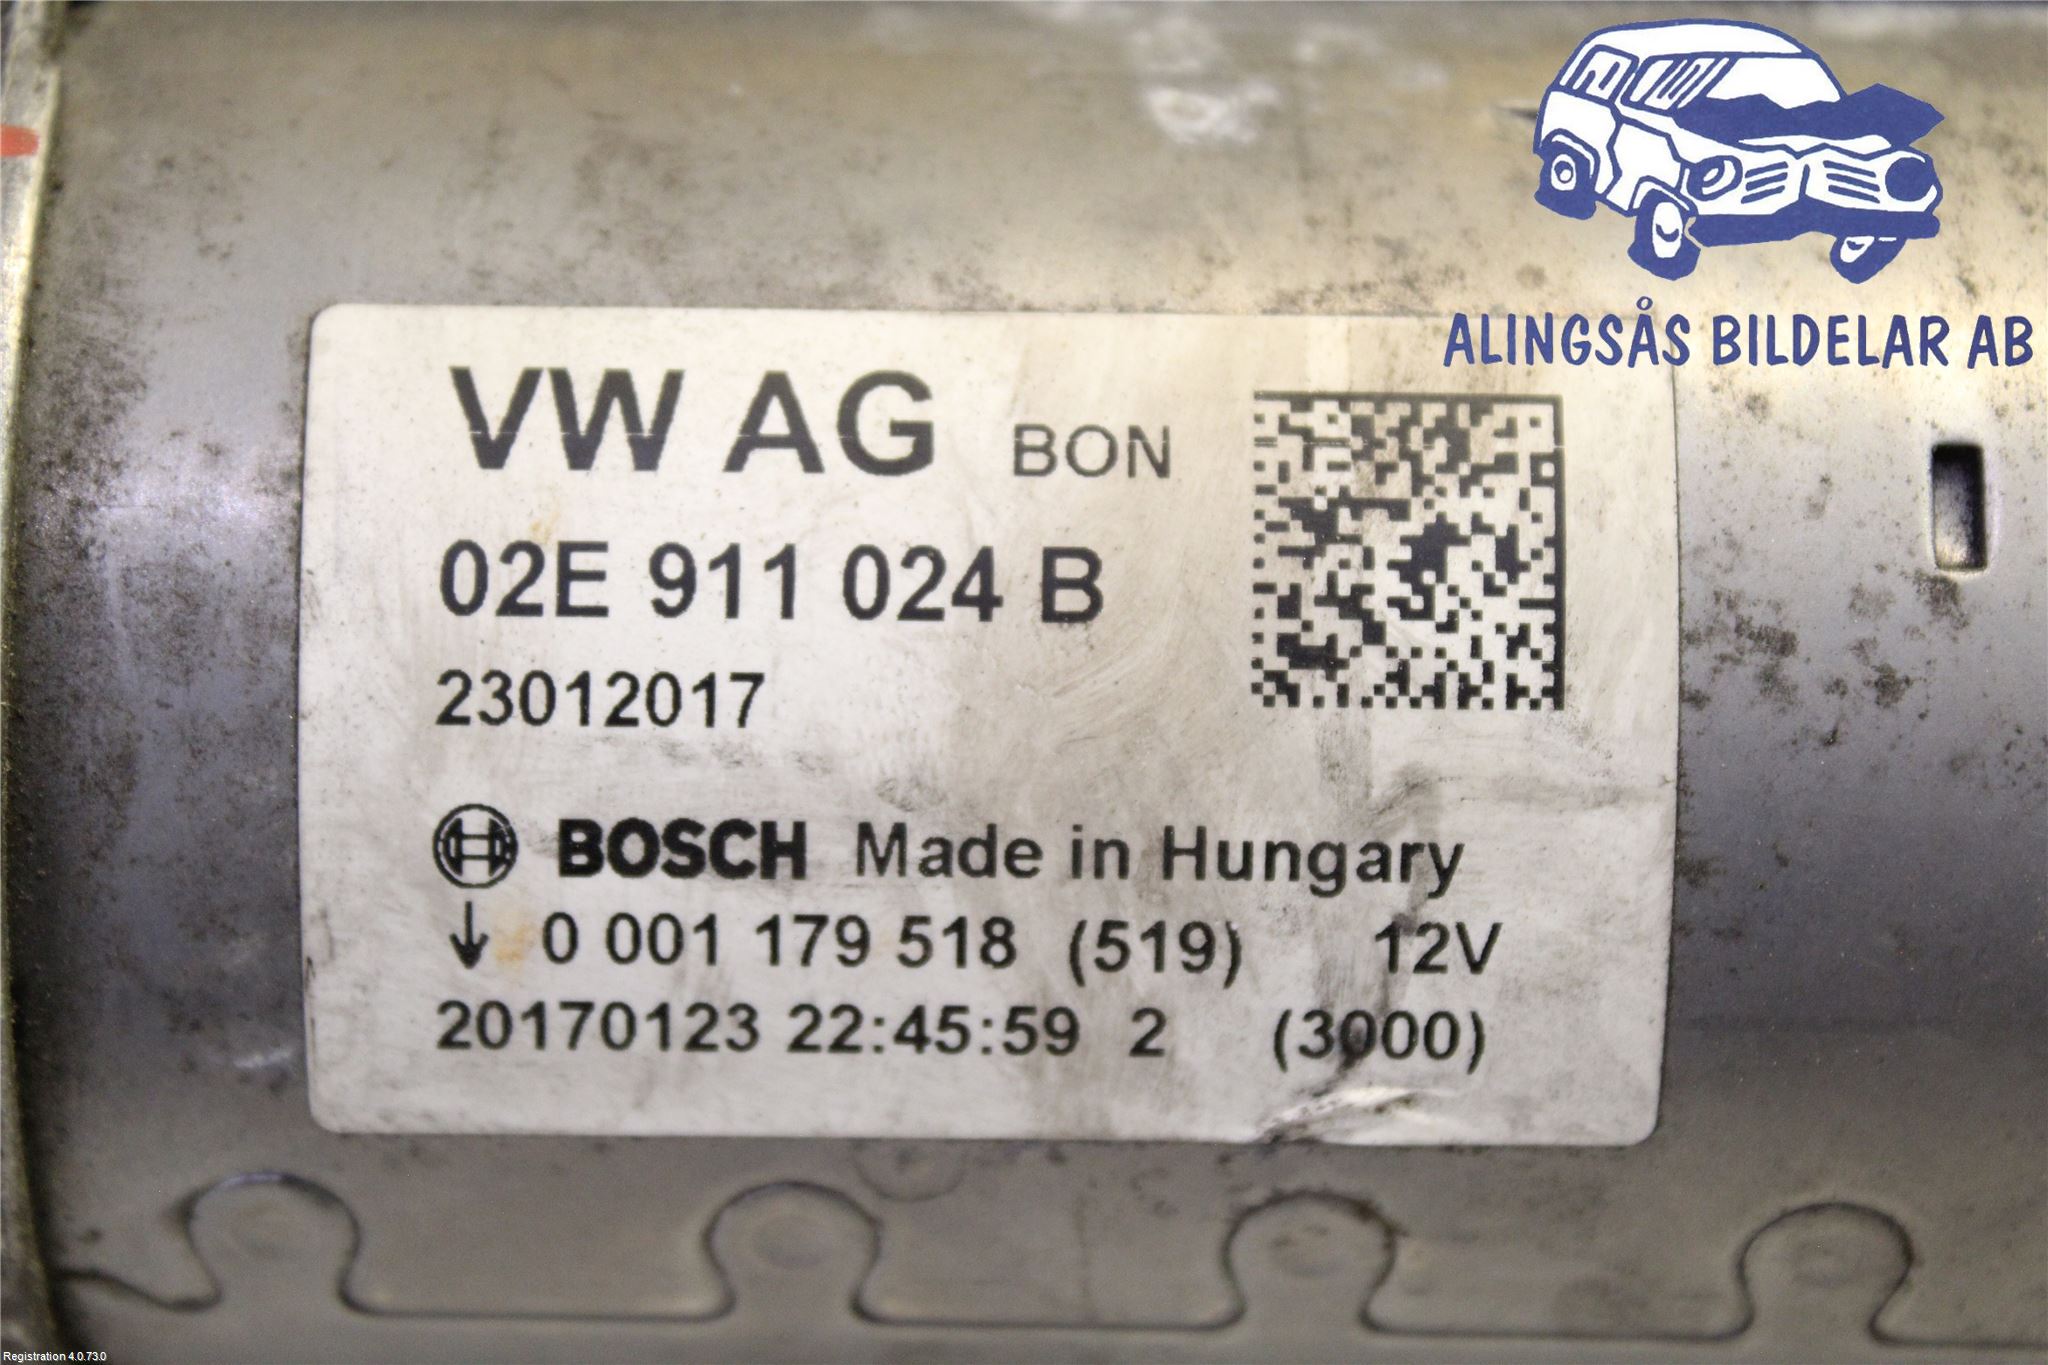 ALINGSÅS BILDELAR AB
VW AG BON
02E 911 024 B
23012017
BOSCH Made in Hungary
↓ 0 001 179 518 (519) 12V
20170123 22:45:59 2 (3000)
Registration 4.0.73.0